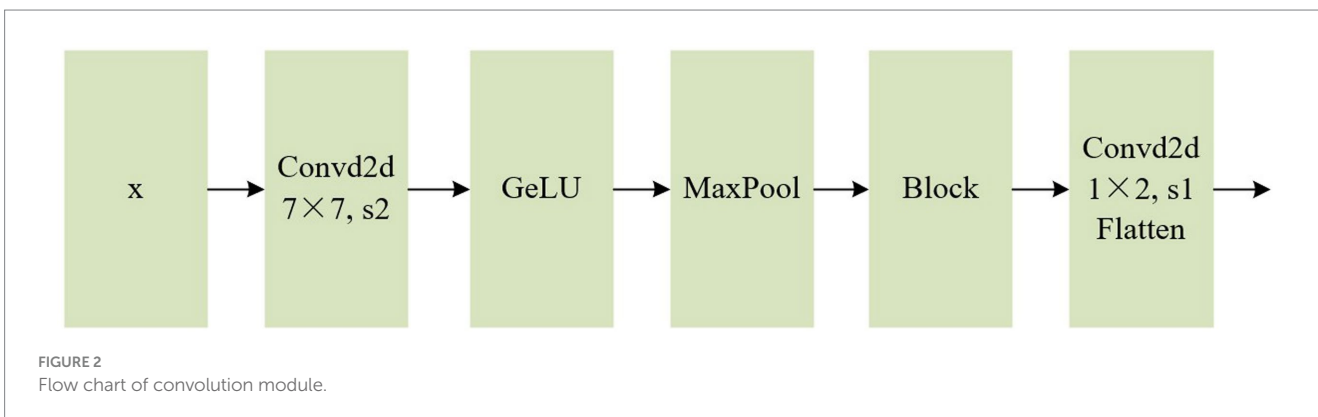 x
Convd2d
7×7, s2
GeLU
MaxPool
Block
Convd2d
1×2, s1
Flatten
FIGURE 2
Flow chart of convolution module.